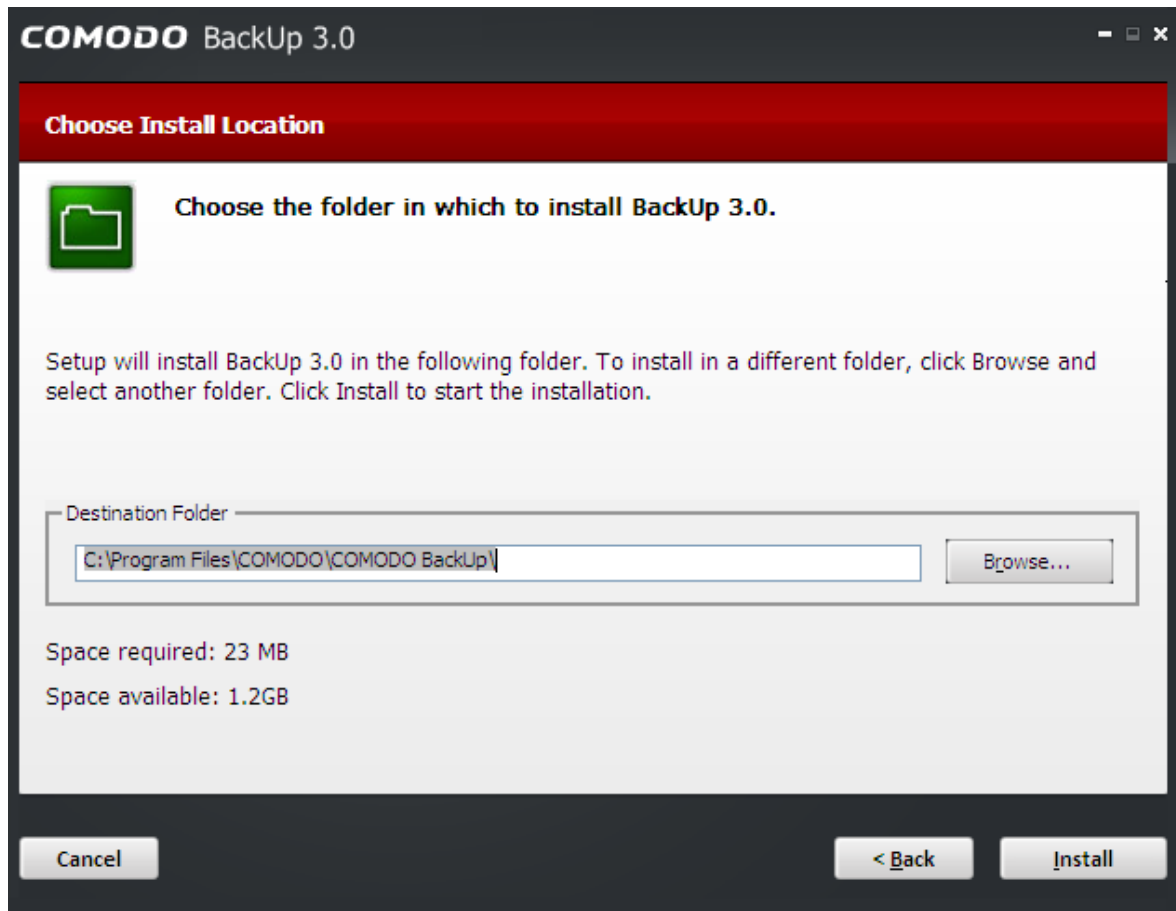 COMODO BackUp 3.0
Choose Install Location
Choose the folder in which to install BackUp 3.0.
Setup will install BackUp 3.0 in the following folder. To install in a different folder, click Browse and
select another folder. Click Install to start the installation.
Destination Folder
C:\Program Files\COMODO\COMODO BackUp\
Browse...
Space required: 23 MB
Space available: 1.2GB
Cancel
< Back
Install